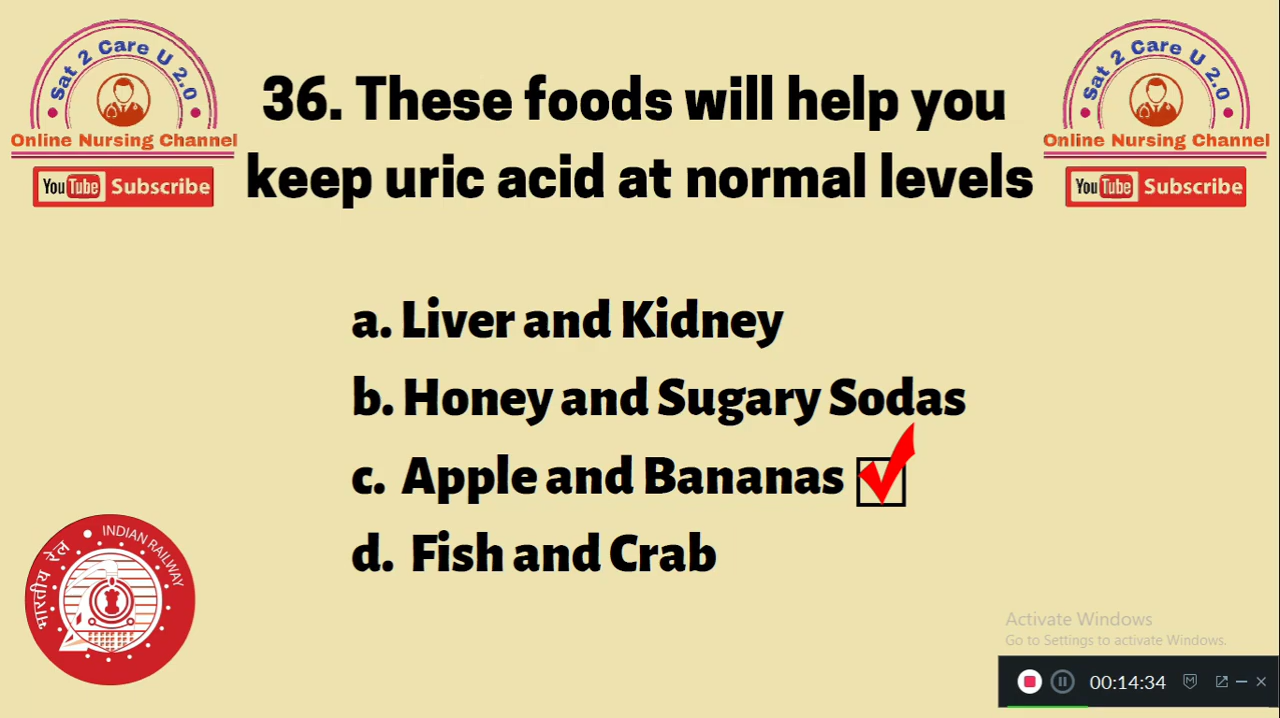 Sat 2 Care U 2.0
Online Nursing Channel
YouTube Subscribe
Sat 2 Care U 2.0
Online Nursing Channel
YouTube Subscribe
36. These foods will help you
keep uric acid at normal levels
a. Liver and Kidney
b. Honey and Sugary Sodas
c. Apple and Bananas
d. Fish and Crab
भारतीय रेल
INDIAN RAILWAY
Activate Windows
Go to Settings to activate Windows.
00:14:34